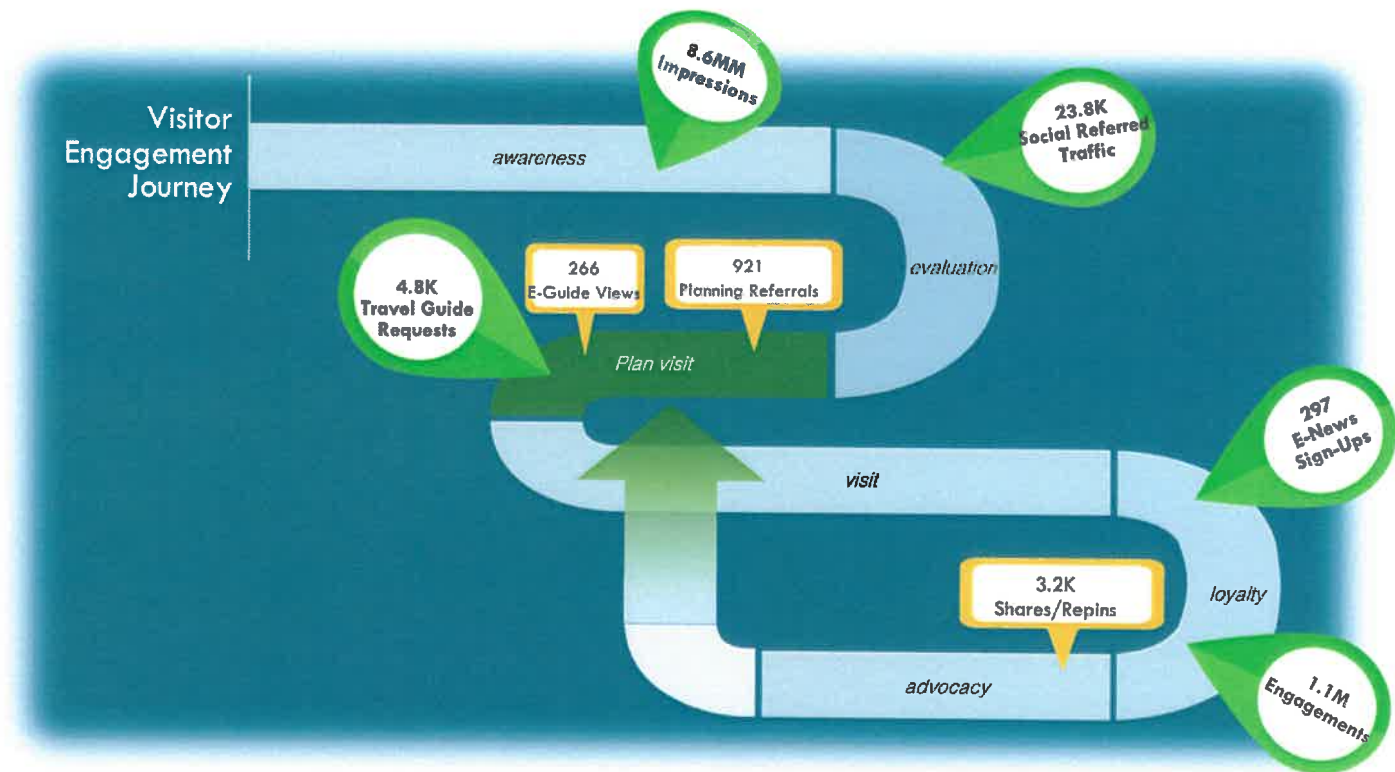 Visitor
Engagement
Journey
8.6MM
Impressions
awareness
23.8K
Social Referred
Traffic
evaluation
4.8K
Travel Guide
Requests
266
E-Guide Views
921
Planning Referrals
Plan visit
visit
297
E-News
Sign-Ups
loyalty
3.2K
Shares/Repins
advocacy
1.1M
Engagements